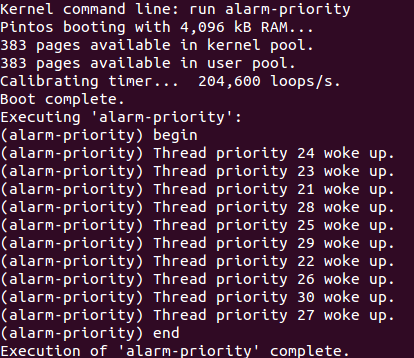 Kernel command line: run alarm-priority
Pintos booting with 4,096 kB RAM...
383 pages available in kernel pool.
383 pages available in user pool.
Calibrating timer...  204,600 loops/s.
Boot complete.
Executing 'alarm-priority':
(alarm-priority) begin
(alarm-priority) Thread priority 24 woke up.
(alarm-priority) Thread priority 23 woke up.
(alarm-priority) Thread priority 21 woke up.
(alarm-priority) Thread priority 28 woke up.
(alarm-priority) Thread priority 25 woke up.
(alarm-priority) Thread priority 29 woke up.
(alarm-priority) Thread priority 22 woke up.
(alarm-priority) Thread priority 26 woke up.
(alarm-priority) Thread priority 30 woke up.
(alarm-priority) Thread priority 27 woke up.
(alarm-priority) end
Execution of 'alarm-priority' complete.